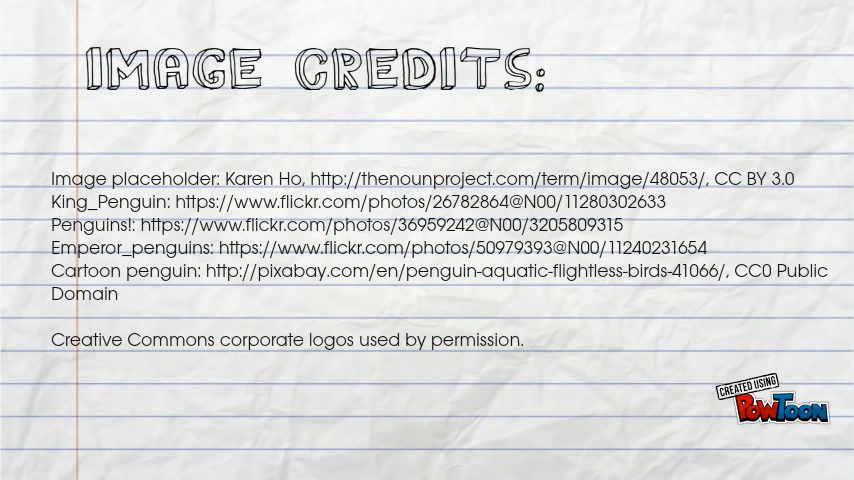 IMAGE CREDITS:
Image placeholder: Karen Ho, http://thenounproject.com/term/image/48053/, CC BY 3.0
King_Penguin: https://www.flickr.com/photos/26782864@N00/11280302633
Penguins!: https://www.flickr.com/photos/36959242@N00/3205809315
Emperor_penguins: https://www.flickr.com/photos/50979393@N00/11240231654
Cartoon penguin: http://pixabay.com/en/penguin-aquatic-flightless-birds-41066/, CC0 Public
Domain
Creative Commons corporate logos used by permission.
CREATED USING
POWTOON